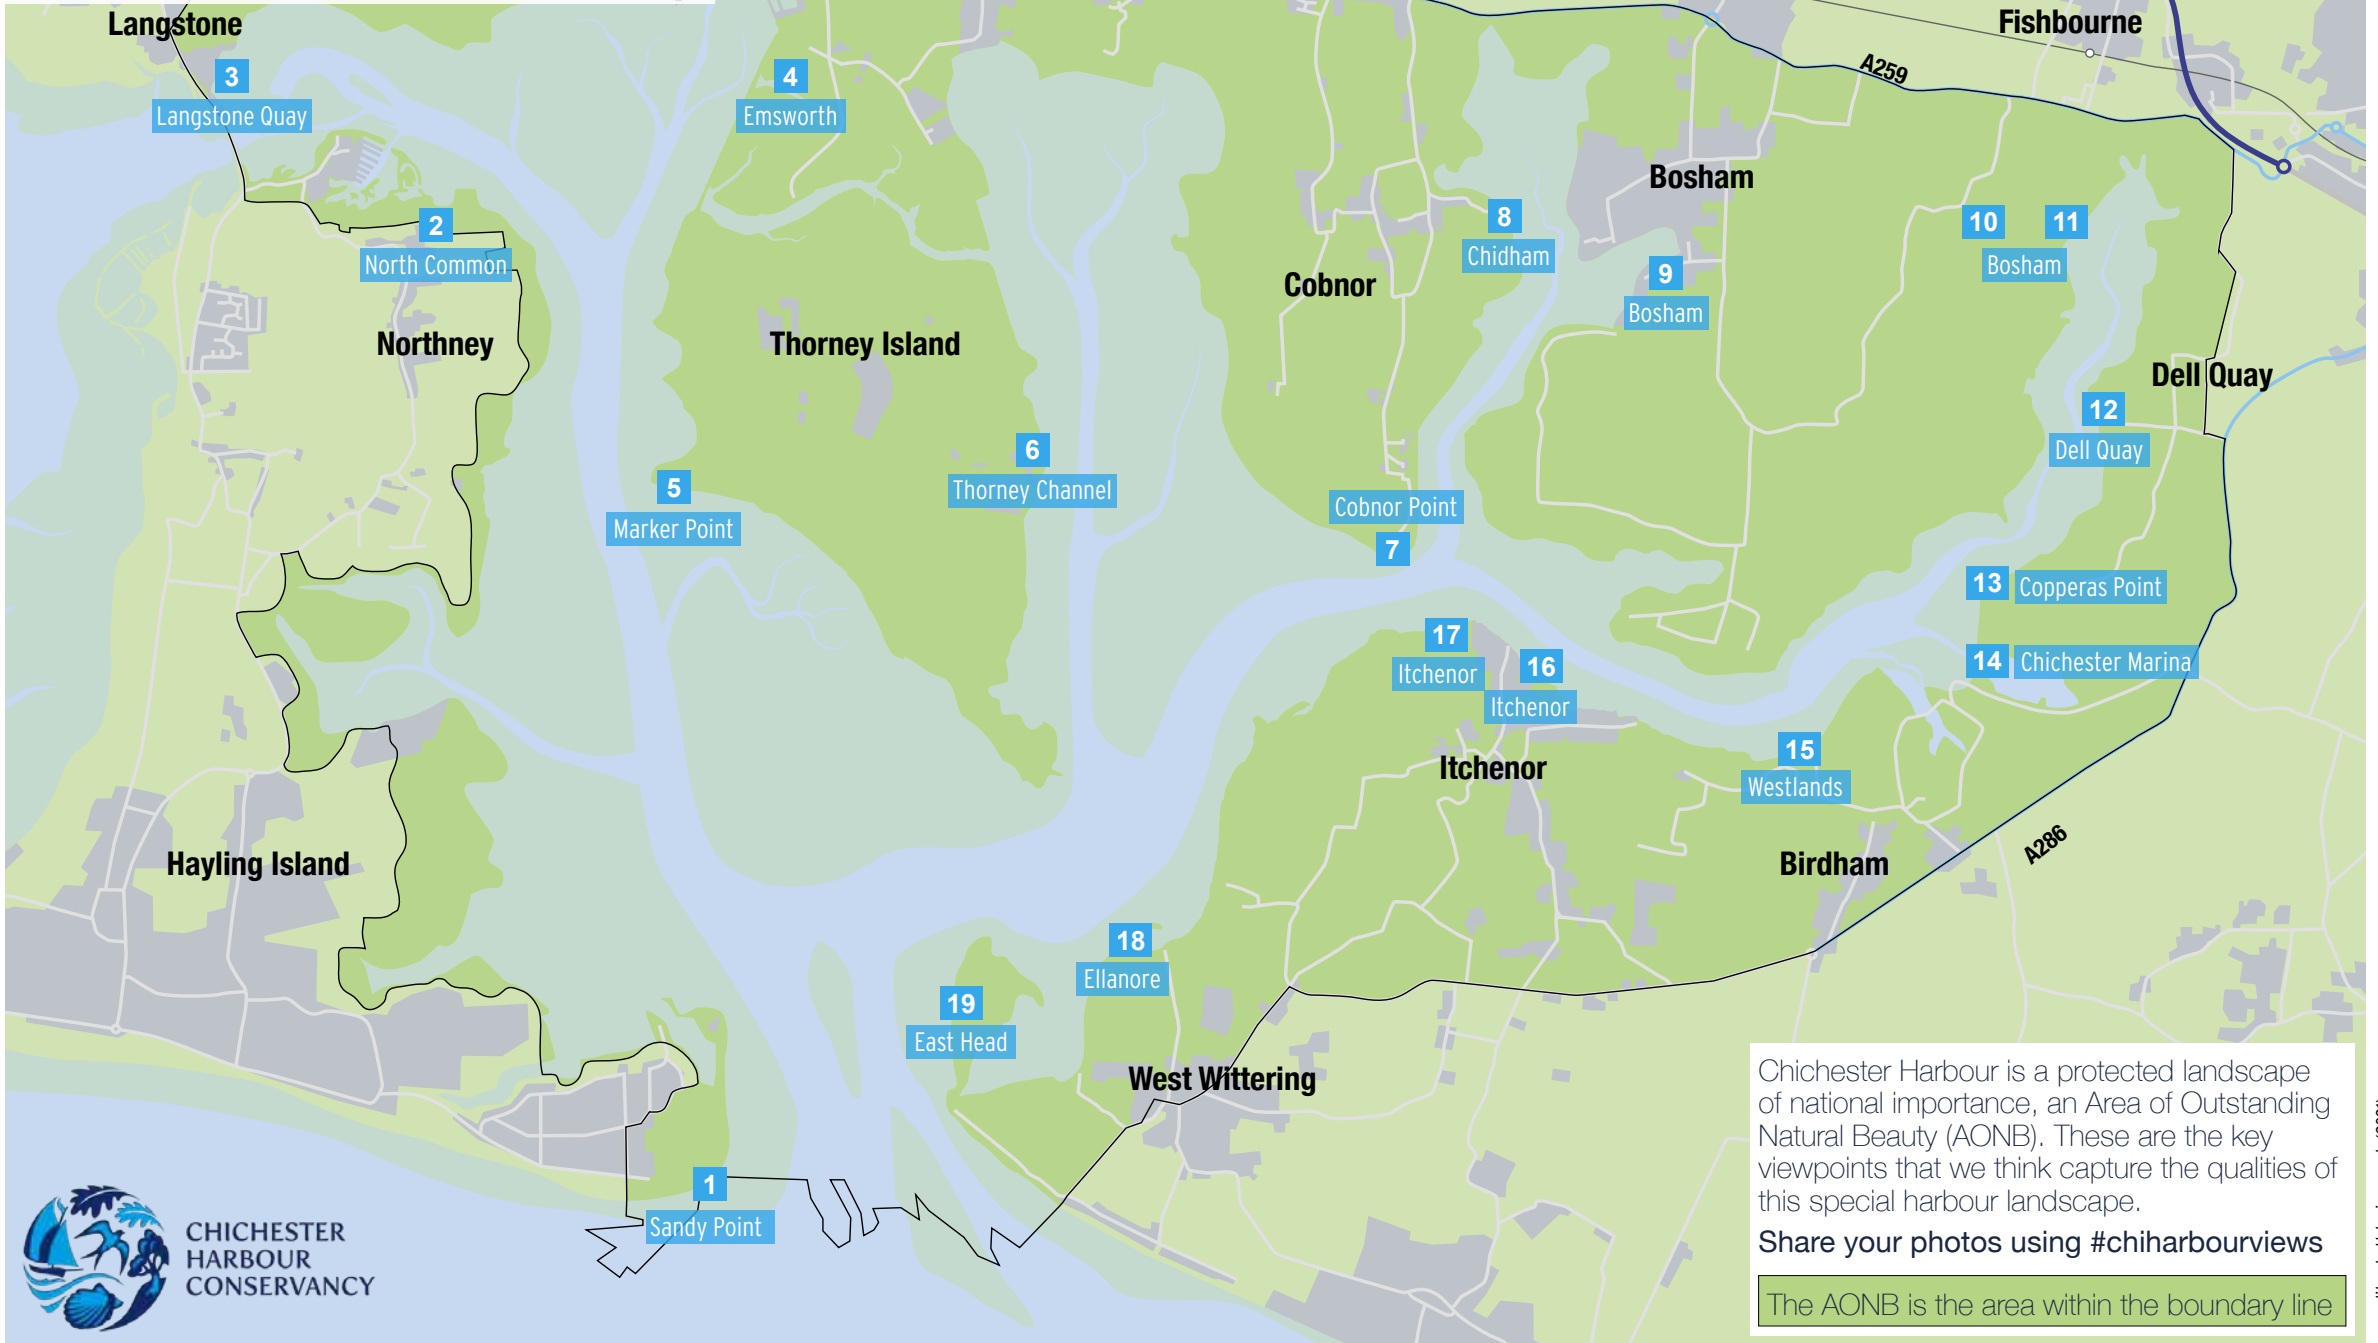 Langstone
Fishbourne
3
Langstone Quay
4
Emsworth
A259
2
North Common
Bosham
8
Chidham
10
11
Bosham
9
Bosham
Cobnor
Northney
Thorney Island
Dell Quay
12
Dell Quay
6
Thorney Channel
5
Marker Point
Cobnor Point
7
13 Copperas Point
17
Itchenor
16
Itchenor
14 Chichester Marina
15
Westlands
Itchenor
Hayling Island
Birdham
A286
18
Ellanore
19
East Head
West Wittering
1
Sandy Point
CHICHESTER
HARBOUR
CONSERVANCY
Chichester Harbour is a protected landscape
of national importance, an Area of Outstanding
Natural Beauty (AONB). These are the key
viewpoints that we think capture the qualities of
this special harbour landscape.
Share your photos using #chiharbourviews
The AONB is the area within the boundary line